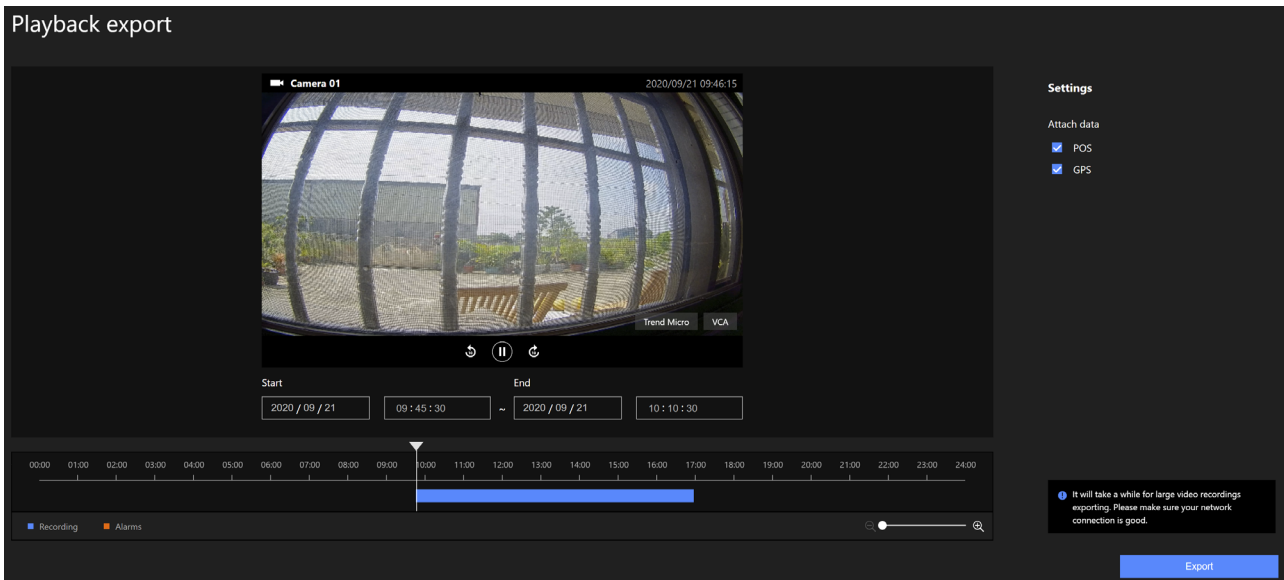 Playback export
Camera 01
2020/09/21 09:46:15
Trend Micro
VCA
Start
End
2020 / 09 / 21
09 : 45 : 30
~
2020 / 09 / 21
10 : 10 : 30
00:00 01:00 02:00 03:00 04:00 05:00 06:00 07:00 08:00 09:00 10:00 11:00 12:00 13:00 14:00 15:00 16:00 17:00 18:00 19:00 20:00 21:00 22:00 23:00 24:00
Recording
Alarms
Settings
Attach data
POS
GPS
It will take a while for large video recordings
exporting. Please make sure your network
connection is good.
Export